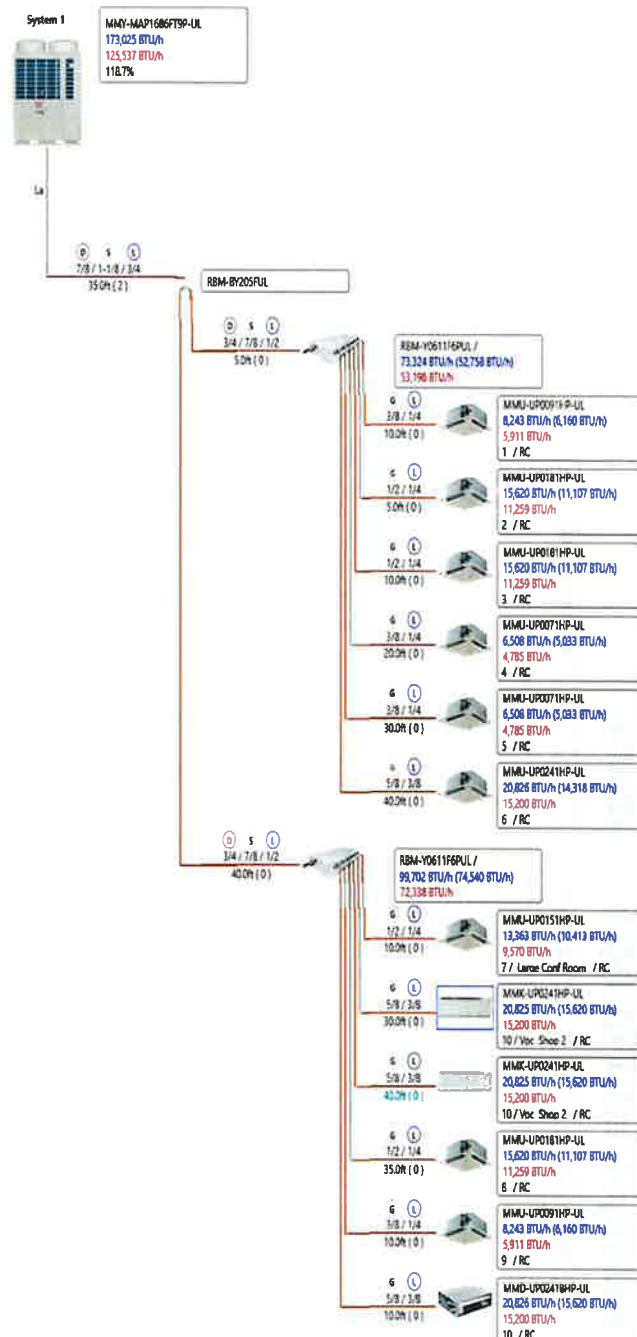 System 1
MMY-MAP1686FT9P-UL
173,025 BTU/h
125,537 BTU/h
118.7%
La
D S L
7/8 / 1-1/8 / 3/4
35.0ft ( 2 )
RBM-BY205FUL
D S L
3/4 / 7/8 / 1/2
5.0ft ( 0 )
RBM-Y0611F6PUL /
73,324 BTU/h (52,758 BTU/h)
53,198 BTU/h
G L
3/8 / 1/4
10.0ft ( 0 )
MMU-UP0091HP-UL
8,243 BTU/h (6,160 BTU/h)
5,911 BTU/h
1 / RC
G L
1/2 / 1/4
5.0ft ( 0 )
MMU-UP0181HP-UL
15,620 BTU/h (11,107 BTU/h)
11,259 BTU/h
2 / RC
G L
1/2 / 1/4
10.0ft ( 0 )
MMU-UP0181HP-UL
15,620 BTU/h (11,107 BTU/h)
11,259 BTU/h
3 / RC
G L
3/8 / 1/4
20.0ft ( 0 )
MMU-UP0071HP-UL
6,508 BTU/h (5,033 BTU/h)
4,785 BTU/h
4 / RC
G L
3/8 / 1/4
30.0ft ( 0 )
MMU-UP0071HP-UL
6,508 BTU/h (5,033 BTU/h)
4,785 BTU/h
5 / RC
G L
5/8 / 3/8
40.0ft ( 0 )
MMU-UP0241HP-UL
20,826 BTU/h (14,318 BTU/h)
15,200 BTU/h
6 / RC
D S L
3/4 / 7/8 / 1/2
40.0ft ( 0 )
RBM-Y0611F6PUL /
99,702 BTU/h (74,540 BTU/h)
72,338 BTU/h
G L
1/2 / 1/4
10.0ft ( 0 )
MMU-UP0151HP-UL
13,363 BTU/h (10,413 BTU/h)
9,570 BTU/h
7 / Large Conf Room / RC
G L
5/8 / 3/8
30.0ft ( 0 )
MMK-UP0241HP-UL
20,825 BTU/h (15,620 BTU/h)
15,200 BTU/h
10 / Voc Shop 2 / RC
G L
5/8 / 3/8
40.0ft ( 0 )
MMK-UP0241HP-UL
20,825 BTU/h (15,620 BTU/h)
15,200 BTU/h
10 / Voc Shop 2 / RC
G L
1/2 / 1/4
35.0ft ( 0 )
MMU-UP0181HP-UL
15,620 BTU/h (11,107 BTU/h)
11,259 BTU/h
8 / RC
G L
3/8 / 1/4
10.0ft ( 0 )
MMU-UP0091HP-UL
8,243 BTU/h (6,160 BTU/h)
5,911 BTU/h
9 / RC
G L
5/8 / 3/8
10.0ft ( 0 )
MMD-UP0241BHP-UL
20,826 BTU/h (15,620 BTU/h)
15,200 BTU/h
10 / RC